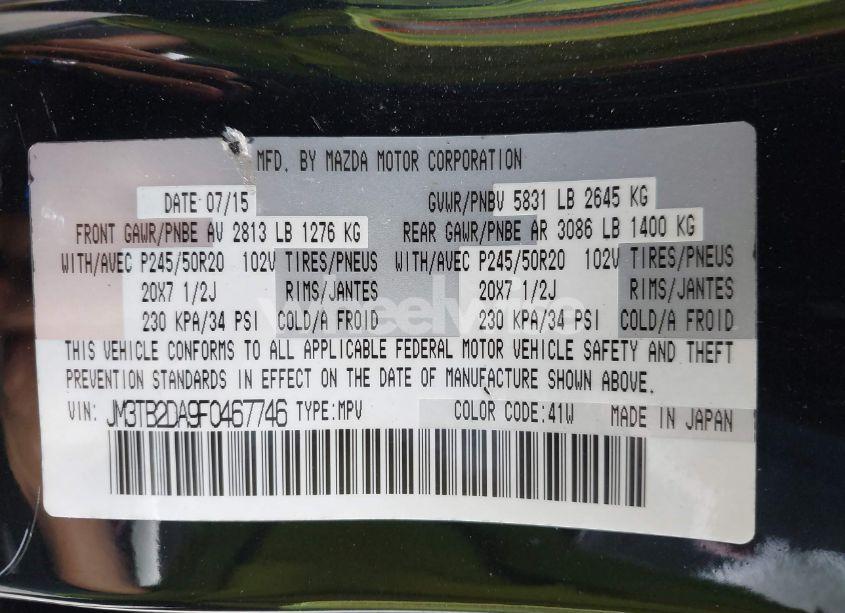 MFD. BY MAZDA MOTOR CORPORATION
DATE 07/15 GVWR/PNBV 5831 LB 2645 KG
FRONT GAWR/PNBE AV 2813 LB 1276 KG REAR GAWR/PNBE AR 3086 LB 1400 KG
WITH/AVEC P245/50R20 102V TIRES/PNEUS WITH/AVEC P245/50R20 102V TIRES/PNEUS
20X7 1/2J RIMS/JANTES 20X7 1/2J RIMS/JANTES
230 KPA/34 PSI COLD/A FROID 230 KPA/34 PSI COLD/A FROID
THIS VEHICLE CONFORMS TO ALL APPLICABLE FEDERAL MOTOR VEHICLE SAFETY AND THEFT
PREVENTION STANDARDS IN EFFECT ON THE DATE OF MANUFACTURE SHOWN ABOVE.
VIN: JM3TB2DA9F0467746 TYPE:MPV COLOR CODE:41W MADE IN JAPAN